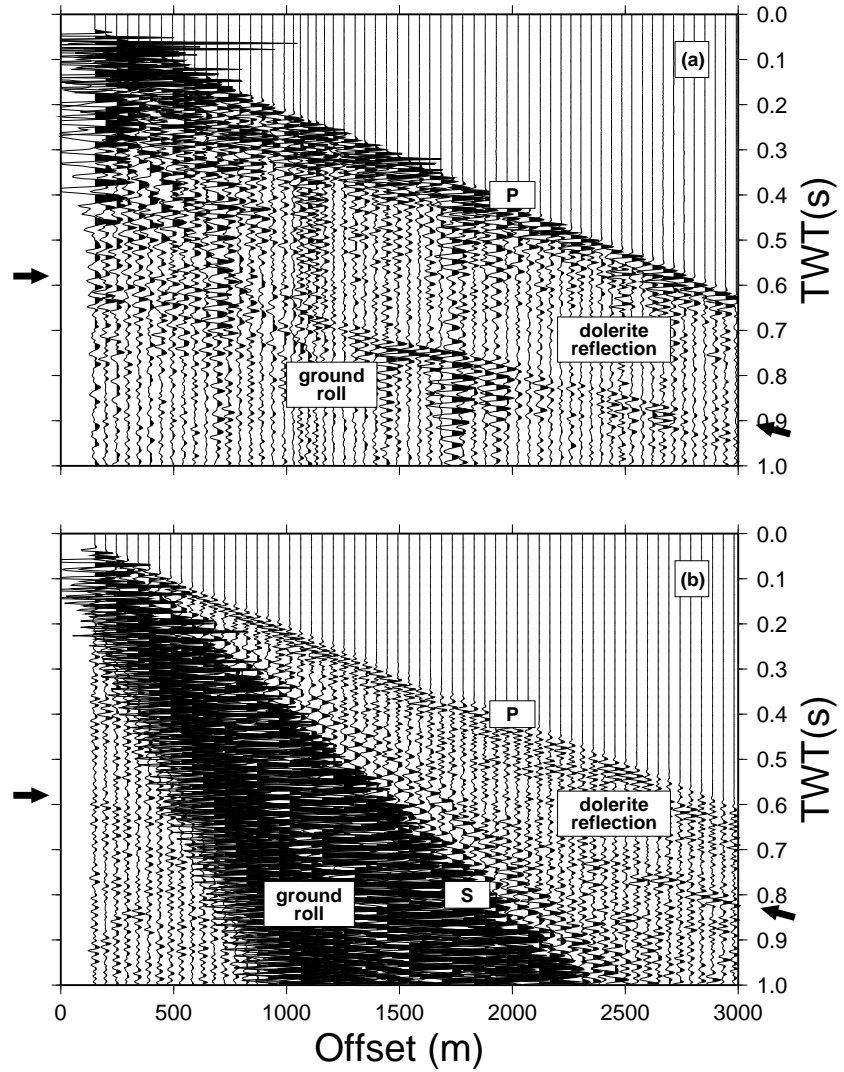 0.0
0.1
(a)
0.2
0.3
P
0.4
0.5
TWT(s)
0.6
dolerite
reflection
0.7
ground
roll
0.8
0.9
1.0
0.0
0.1
(b)
0.2
0.3
P
0.4
0.5
TWT(s)
dolerite
reflection
0.6
0.7
ground
roll
S
0.8
0.9
1.0
0 500 1000 1500 2000 2500 3000
Offset (m)